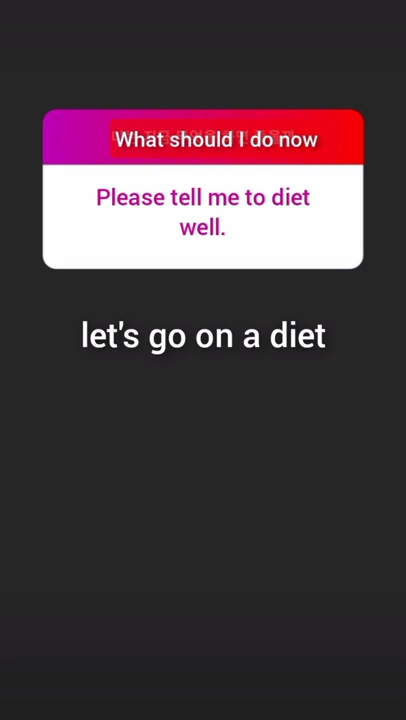 What should I do now
Please tell me to diet
well.
let's go on a diet